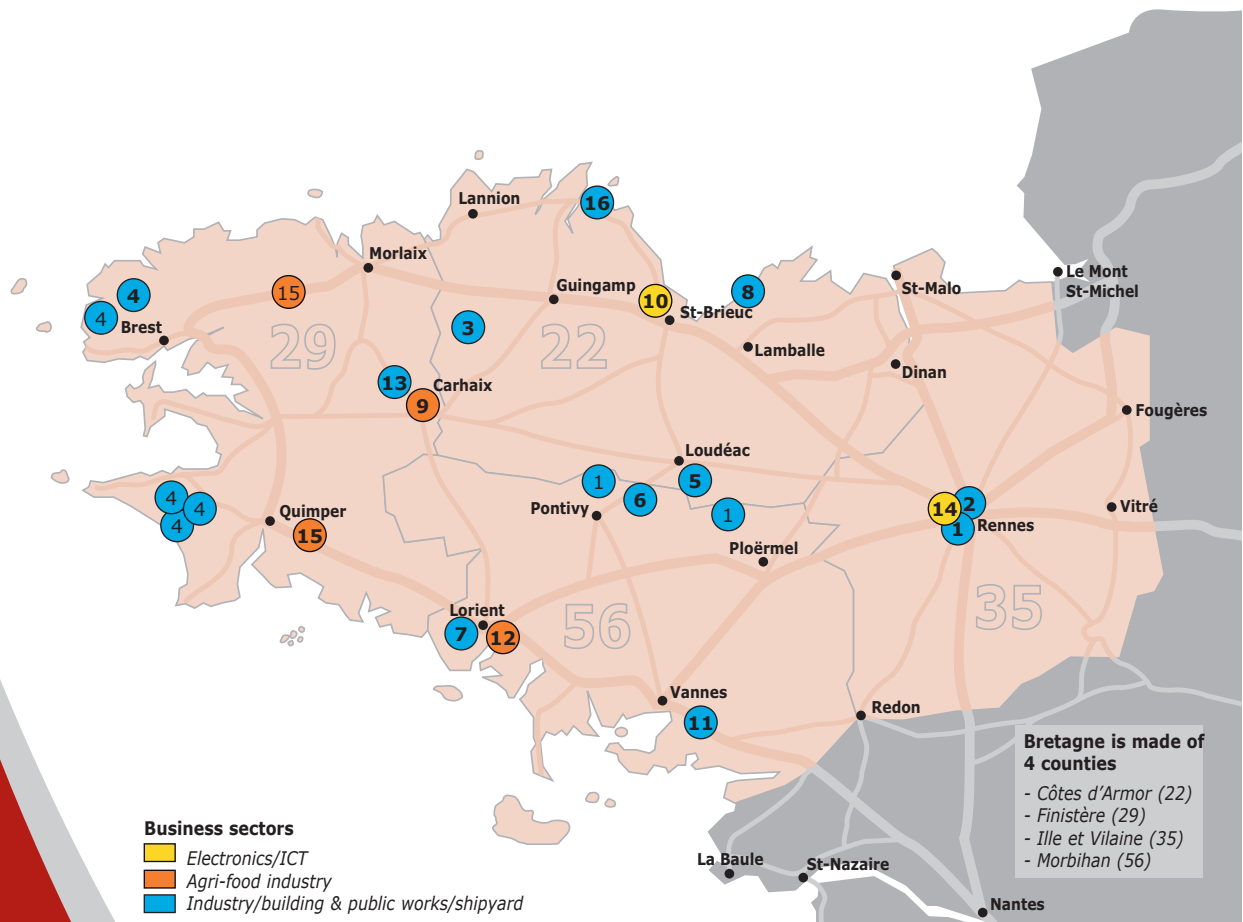 16
Lannion
Morlaix
Le Mont
St-Michel
St-Malo
4
15
Guingamp
10
8
4
St-Brieuc
Brest
3
29
22
Lamballe
Dinan
13
Carhaix
9
Fougères
Loudéac
1
5
4
6
4
Pontivy
1
14
2
Vitré
4
Quimper
1
Rennes
15
Ploërmel
Lorient
56
35
7
12
Vannes
Redon
11
Bretagne is made of
4 counties
- Côtes d'Armor (22)
- Finistère (29)
- Ille et Vilaine (35)
- Morbihan (56)
Business sectors
Electronics/ICT
Agri-food industry
Industry/building & public works/shipyard
La Baule
St-Nazaire
Nantes